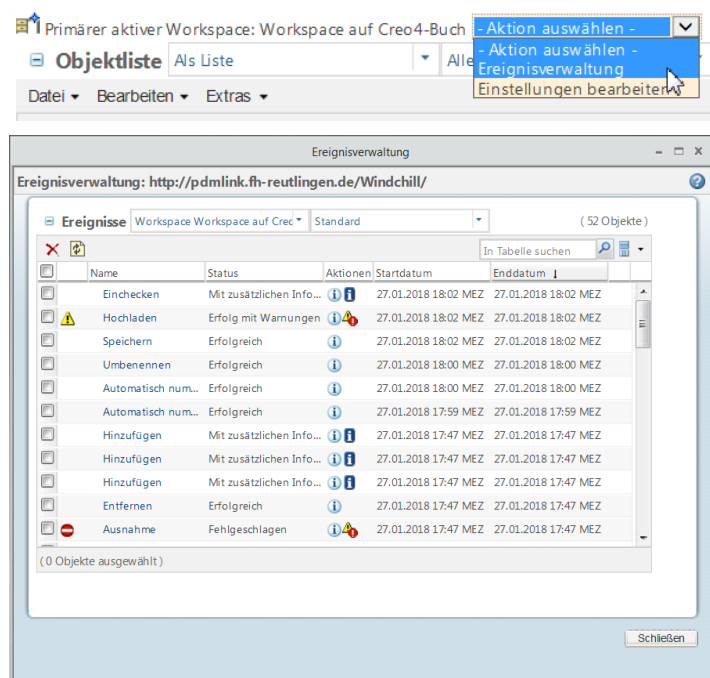 Primärer aktiver Workspace: Workspace auf Creo4-Buch - Aktion auswählen -
- Aktion auswählen -
Objektliste Als Liste Alle
Ereignisverwaltung
Einstellungen bearbeiten
Datei Bearbeiten Extras
Ereignisverwaltung
Ereignisverwaltung: http://pdmlink.fh-reutlingen.de/Windchill/
Ereignisse Workspace Workspace auf Crec Standard (52 Objekte)
In Tabelle suchen
Name Status Aktionen Startdatum Enddatum
Einchecken Mit zusätzlichen Info... 27.01.2018 18:02 MEZ 27.01.2018 18:02 MEZ
Hochladen Erfolg mit Warnungen 27.01.2018 18:02 MEZ 27.01.2018 18:02 MEZ
Speichern Erfolgreich 27.01.2018 18:02 MEZ 27.01.2018 18:02 MEZ
Umbenennen Erfolgreich 27.01.2018 18:00 MEZ 27.01.2018 18:00 MEZ
Automatisch num... Erfolgreich 27.01.2018 18:00 MEZ 27.01.2018 18:00 MEZ
Automatisch num... Erfolgreich 27.01.2018 17:59 MEZ 27.01.2018 17:59 MEZ
Hinzufügen Mit zusätzlichen Info... 27.01.2018 17:47 MEZ 27.01.2018 17:47 MEZ
Hinzufügen Mit zusätzlichen Info... 27.01.2018 17:47 MEZ 27.01.2018 17:47 MEZ
Hinzufügen Mit zusätzlichen Info... 27.01.2018 17:47 MEZ 27.01.2018 17:47 MEZ
Entfernen Erfolgreich 27.01.2018 17:47 MEZ 27.01.2018 17:47 MEZ
Ausnahme Fehlgeschlagen 27.01.2018 17:47 MEZ 27.01.2018 17:47 MEZ
(0 Objekte ausgewählt)
Schließen